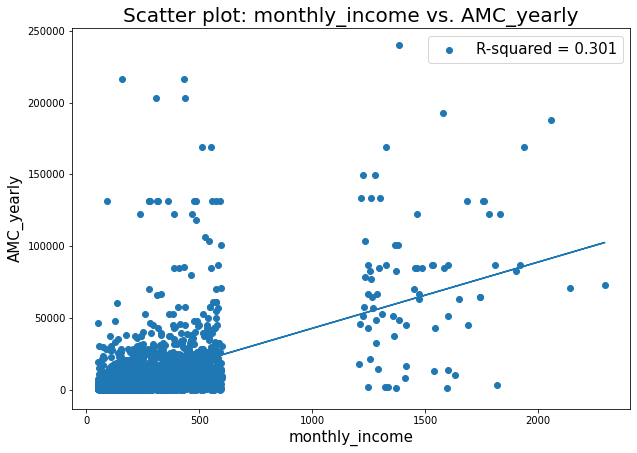 Scatter plot: monthly_income vs. AMC_yearly
250000
R-squared = 0.301
200000
150000
AMC_yearly
100000
50000
0
0 500 1000 1500 2000
monthly_income